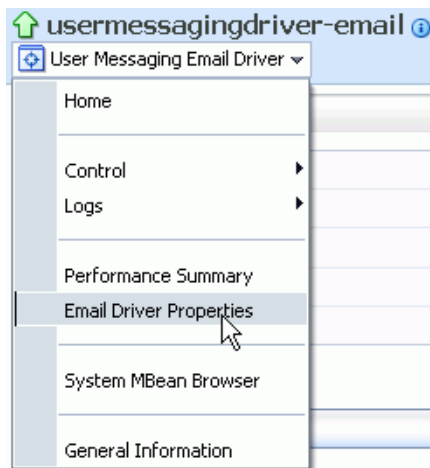 usermessagingdriver-email
User Messaging Email Driver
Home
Control
Logs
Performance Summary
Email Driver Properties
System MBean Browser
General Information